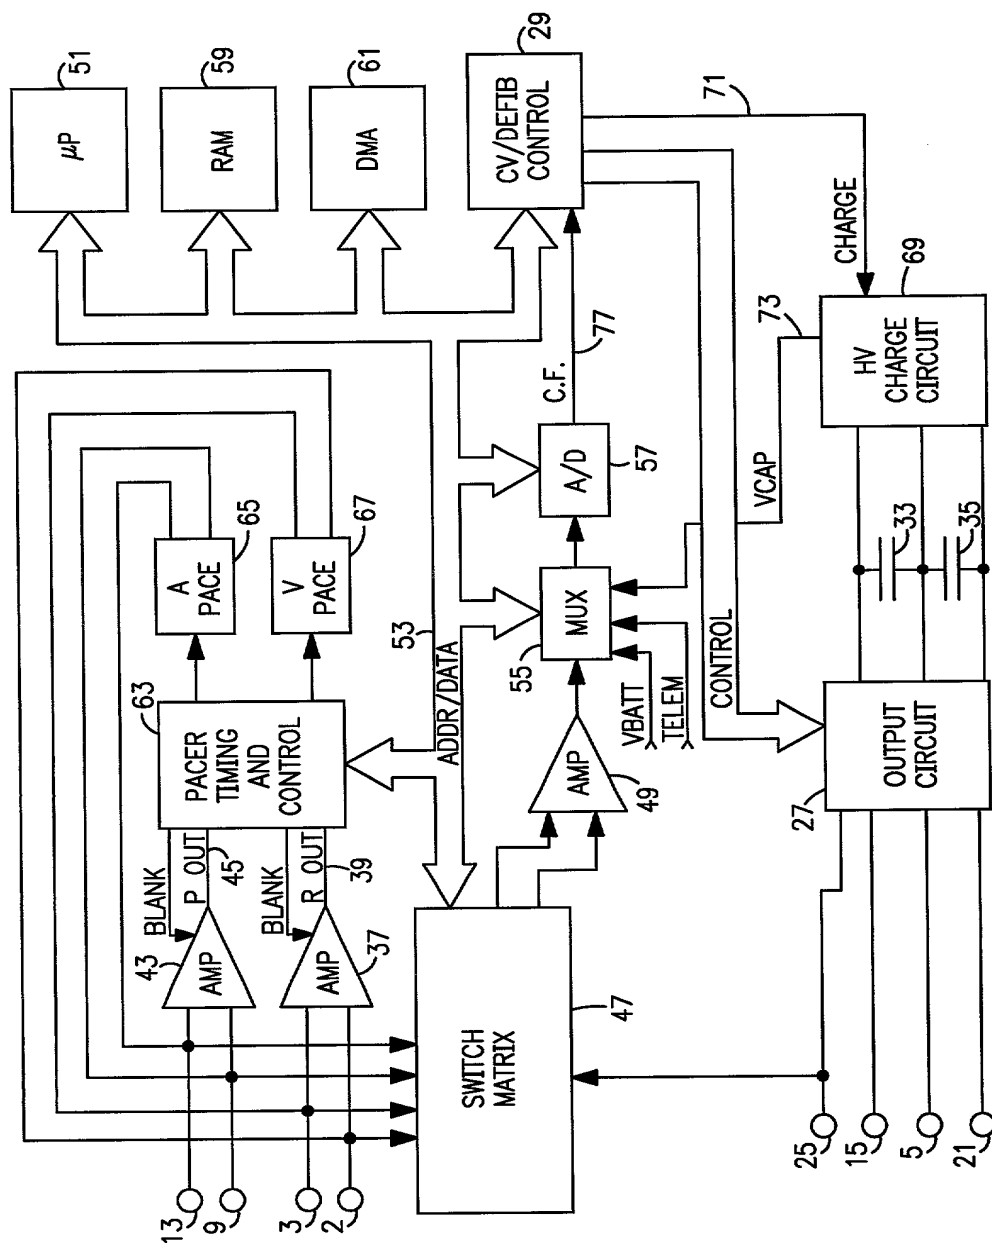 µP
51
RAM
59
DMA
61
CV/DEFIB
CONTROL
29
71
CHARGE
HV
CHARGE
CIRCUIT
69
73
VCAP
C.F.
77
A/D
57
MUX
55
VBATT
TELEM
CONTROL
AMP
49
A
PACE
65
V
PACE
67
53
ADDR/DATA
PACER
TIMING
AND
CONTROL
63
BLANK
P OUT
45
BLANK
R OUT
39
AMP
43
AMP
37
SWITCH
MATRIX
47
OUTPUT
CIRCUIT
27
33
35
13
9
3
2
25
15
5
21